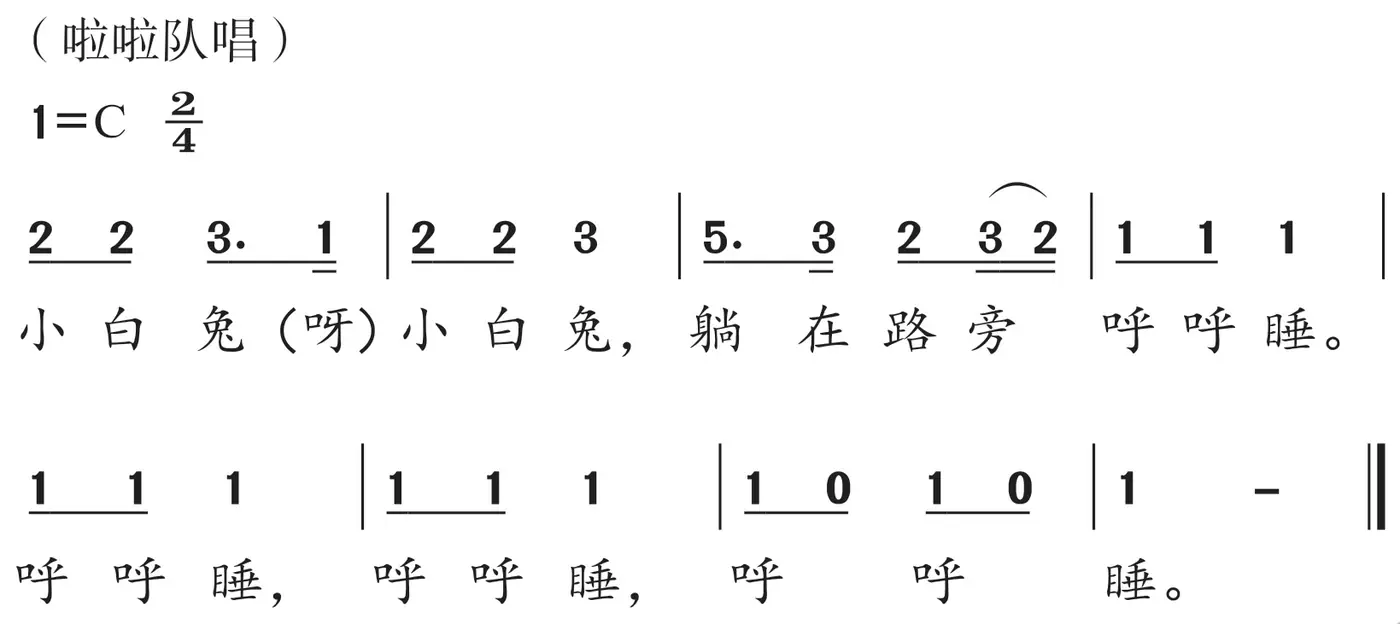 （啦啦队唱）
1=C 2/4
2 2 3. 1 | 2 2 3 | 5. 3 2 3 2 | 1 1 1 |
小 白 兔（呀）小 白 兔， 躺 在 路 旁 呼 呼 睡。
1 1 1 | 1 1 1 | 1 0 1 0 | 1 – ‖
呼 呼 睡， 呼 呼 睡， 呼 呼 睡。